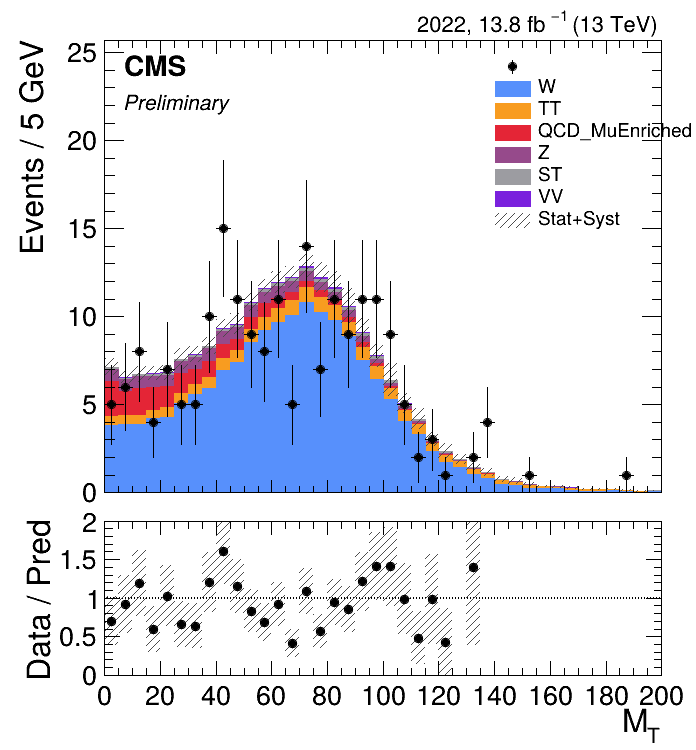 2022, 13.8 fb⁻¹ (13 TeV)
CMS
Preliminary
W
TT
QCD_MuEnriched
Z
ST
VV
Stat+Syst
Events / 5 GeV
25
20
15
10
5
0
Data / Pred
2
1.5
1
0.5
0
0 20 40 60 80 100 120 140 160 180 200
M_T